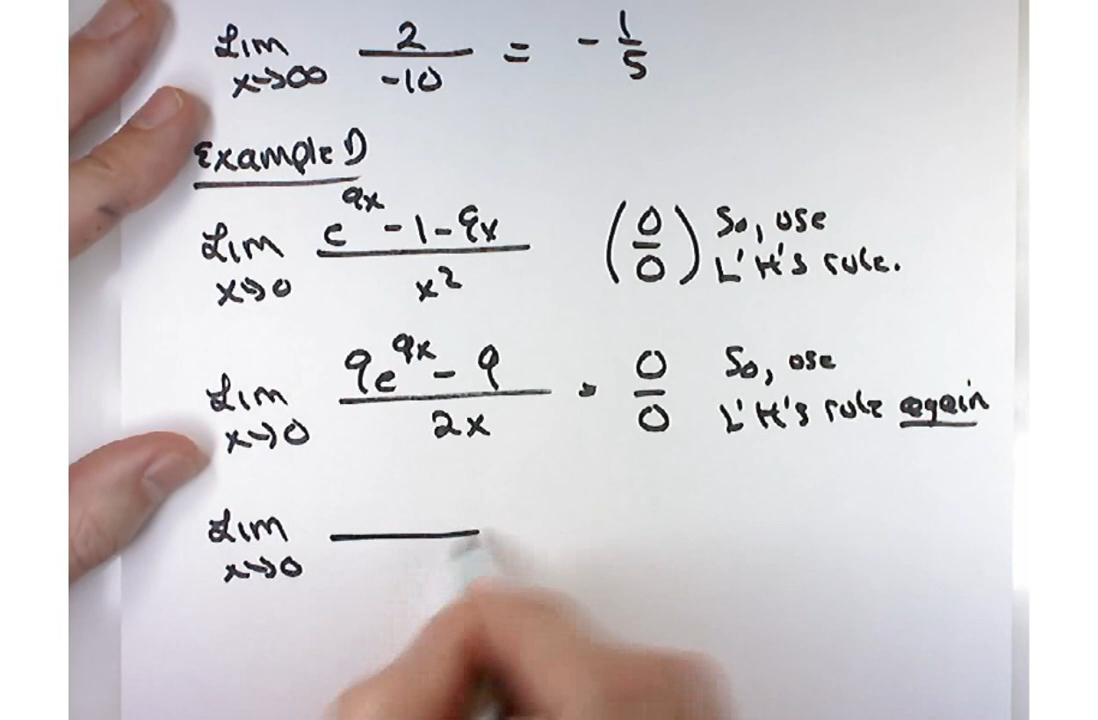 Lim x→∞ 2/-10 = -1/5
Example D
Lim x→0 (e^(9x) - 1 - 9x)/x² (0/0) So, use L'H's rule.
Lim x→0 (9e^(9x) - 9)/2x = 0/0 So, use L'H's rule again
Lim x→0